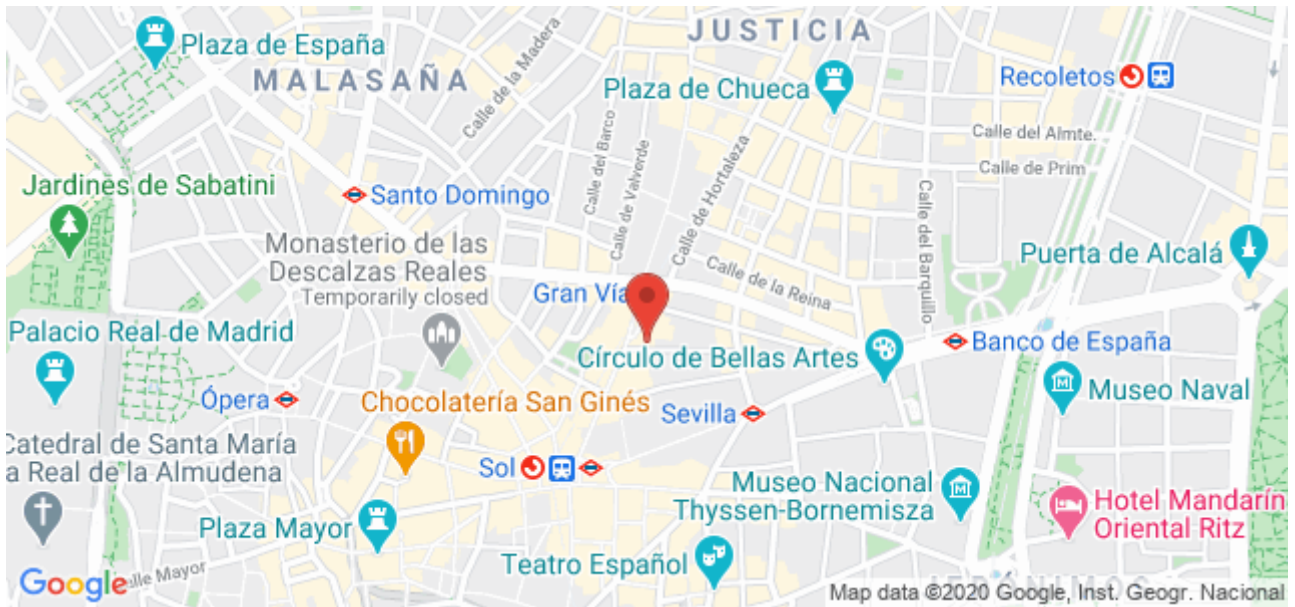 JUSTICIA
Plaza de España
MALASAÑA
Calle de la Madera
Plaza de Chueca
Recoletos
Calle del Barco
Calle de Valverde
Calle de Hortaleza
Calle del Almte.
Calle de Prim
Jardines de Sabatini
Santo Domingo
Calle del Barquillo
Monasterio de las
Descalzas Reales
Temporarily closed
Calle de la Reina
Puerta de Alcalá
Gran Vía
Palacio Real de Madrid
Círculo de Bellas Artes
Banco de España
Ópera
Chocolatería San Ginés
Sevilla
Museo Naval
Catedral de Santa María
a Real de la Almudena
Sol
Museo Nacional
Thyssen-Bornemisza
Hotel Mandarin
Oriental Ritz
Plaza Mayor
Teatro Español
Google
alle Mayor
Map data ©2020 Google, Inst. Geogr. Nacional